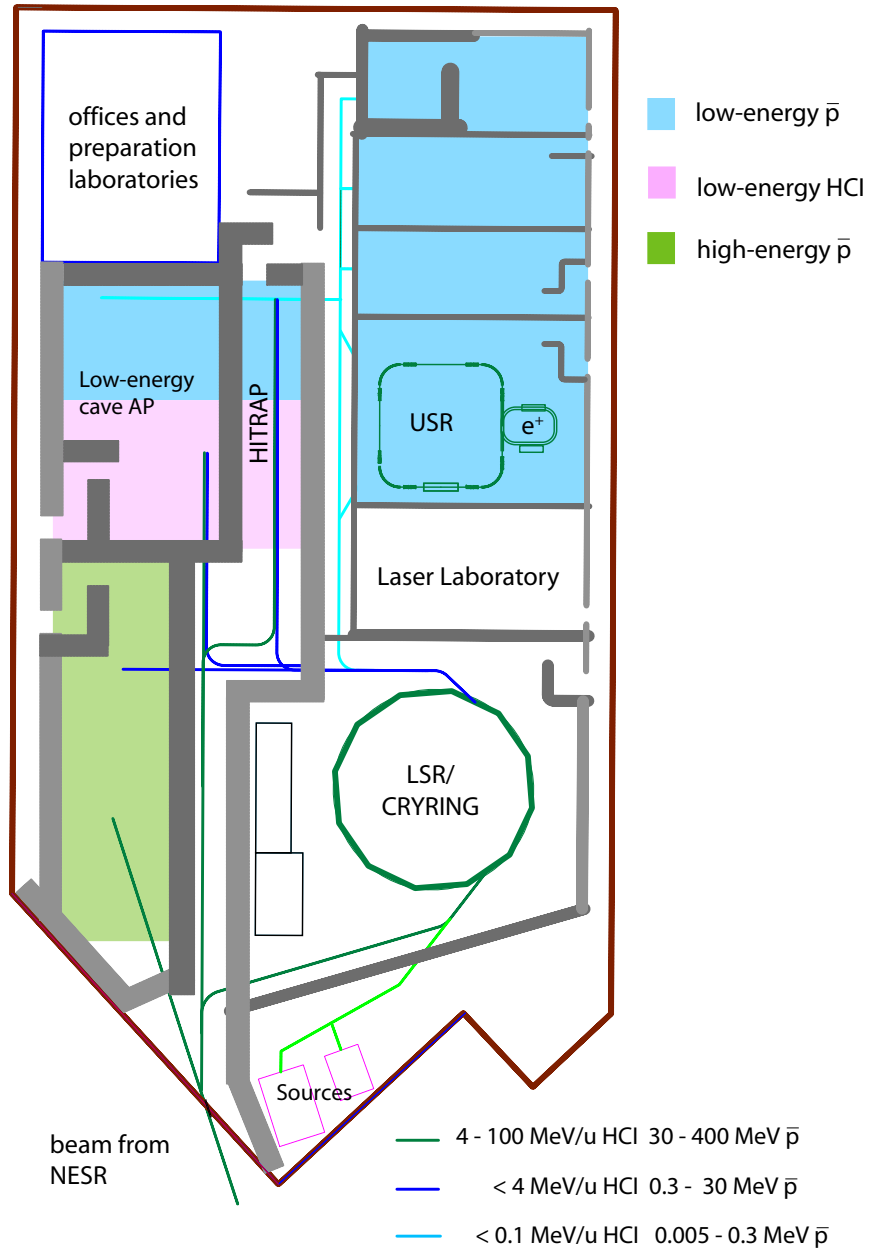 offices and
preparation
laboratories
low-energy p̅
low-energy HCI
high-energy p̅
Low-energy
cave AP
HITRAP
USR
e⁺
Laser Laboratory
LSR/
CRYRING
Sources
beam from
NESR
4 - 100 MeV/u HCI 30 - 400 MeV p̅
< 4 MeV/u HCI 0.3 - 30 MeV p̅
< 0.1 MeV/u HCI 0.005 - 0.3 MeV p̅